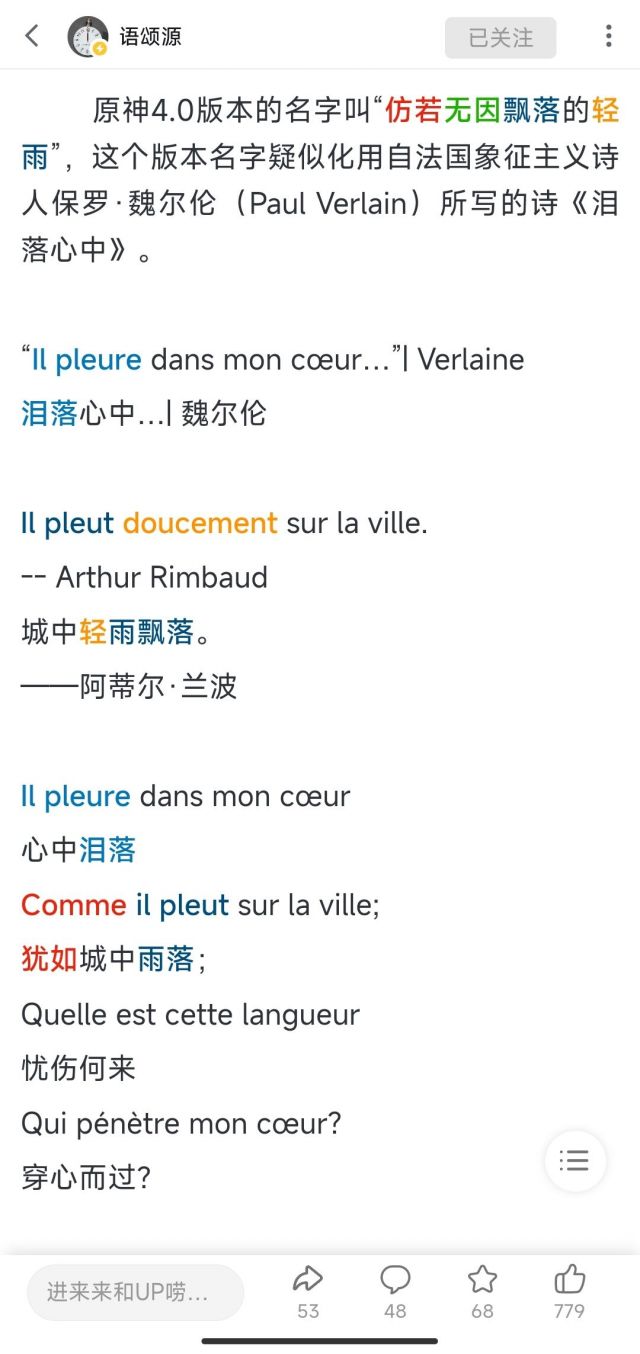 语颂源
已关注
原神4.0版本的名字叫“仿若无因飘落的轻
雨”，这个版本名字疑似化用自法国象征主义诗
人保罗·魏尔伦（Paul Verlain）所写的诗《泪
落心中》。
“Il pleure dans mon cœur…”| Verlaine
泪落心中…| 魏尔伦
Il pleut doucement sur la ville.
-- Arthur Rimbaud
城中轻雨飘落。
——阿蒂尔·兰波
Il pleure dans mon cœur
心中泪落
Comme il pleut sur la ville;
犹如城中雨落；
Quelle est cette langueur
忧伤何来
Qui pénètre mon cœur?
穿心而过?
进来来和UP唠...
53
48
68
779